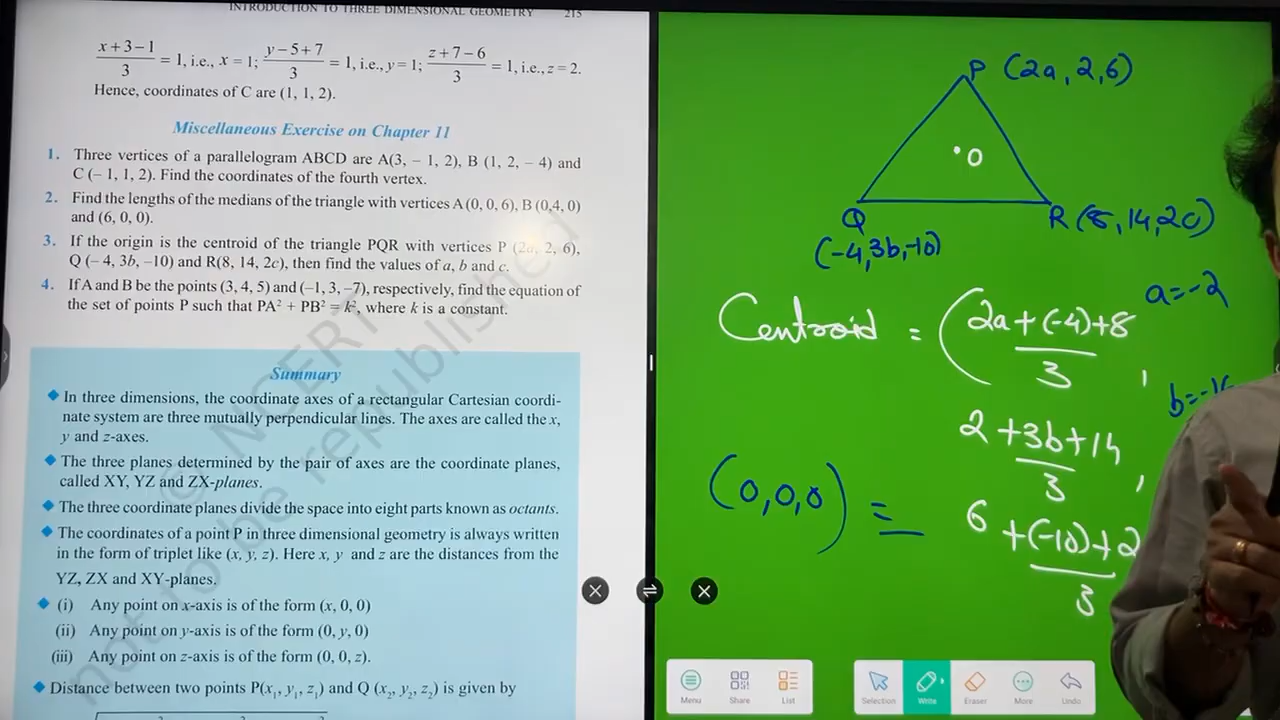 INTRODUCTION TO THREE DIMENSIONAL GEOMETRY 215
(x + 3 − 1)/3 = 1, i.e., x = 1; (y − 5 + 7)/3 = 1, i.e., y = 1; (z + 7 − 6)/3 = 1, i.e., z = 2.
Hence, coordinates of C are (1, 1, 2).
Miscellaneous Exercise on Chapter 11
1. Three vertices of a parallelogram ABCD are A(3, – 1, 2), B (1, 2, – 4) and
C (– 1, 1, 2). Find the coordinates of the fourth vertex.
2. Find the lengths of the medians of the triangle with vertices A (0, 0, 6), B (0,4, 0)
and (6, 0, 0).
3. If the origin is the centroid of the triangle PQR with vertices P (2a, 2, 6),
Q (– 4, 3b, –10) and R(8, 14, 2c), then find the values of a, b and c.
4. If A and B be the points (3, 4, 5) and (–1, 3, –7), respectively, find the equation of
the set of points P such that PA² + PB² = k², where k is a constant.
Summary
◆ In three dimensions, the coordinate axes of a rectangular Cartesian coordi-
nate system are three mutually perpendicular lines. The axes are called the x,
y and z-axes.
◆ The three planes determined by the pair of axes are the coordinate planes,
called XY, YZ and ZX-planes.
◆ The three coordinate planes divide the space into eight parts known as octants.
◆ The coordinates of a point P in three dimensional geometry is always written
in the form of triplet like (x, y, z). Here x, y and z are the distances from the
YZ, ZX and XY-planes.
◆ (i) Any point on x-axis is of the form (x, 0, 0)
(ii) Any point on y-axis is of the form (0, y, 0)
(iii) Any point on z-axis is of the form (0, 0, z).
◆ Distance between two points P(x₁, y₁, z₁) and Q (x₂, y₂, z₂) is given by
© NCERT
not to be republished
P (2a, 2, 6)
O
Q R (8, 14, 2c)
(-4, 3b, -10)
a = -2
Centroid = ( (2a + (-4) + 8)/3 ,
(2 + 3b + 14)/3 ,
(0, 0, 0) =
(6 + (-10) + 2)/3
Menu Share List Selection Write Eraser More Undo